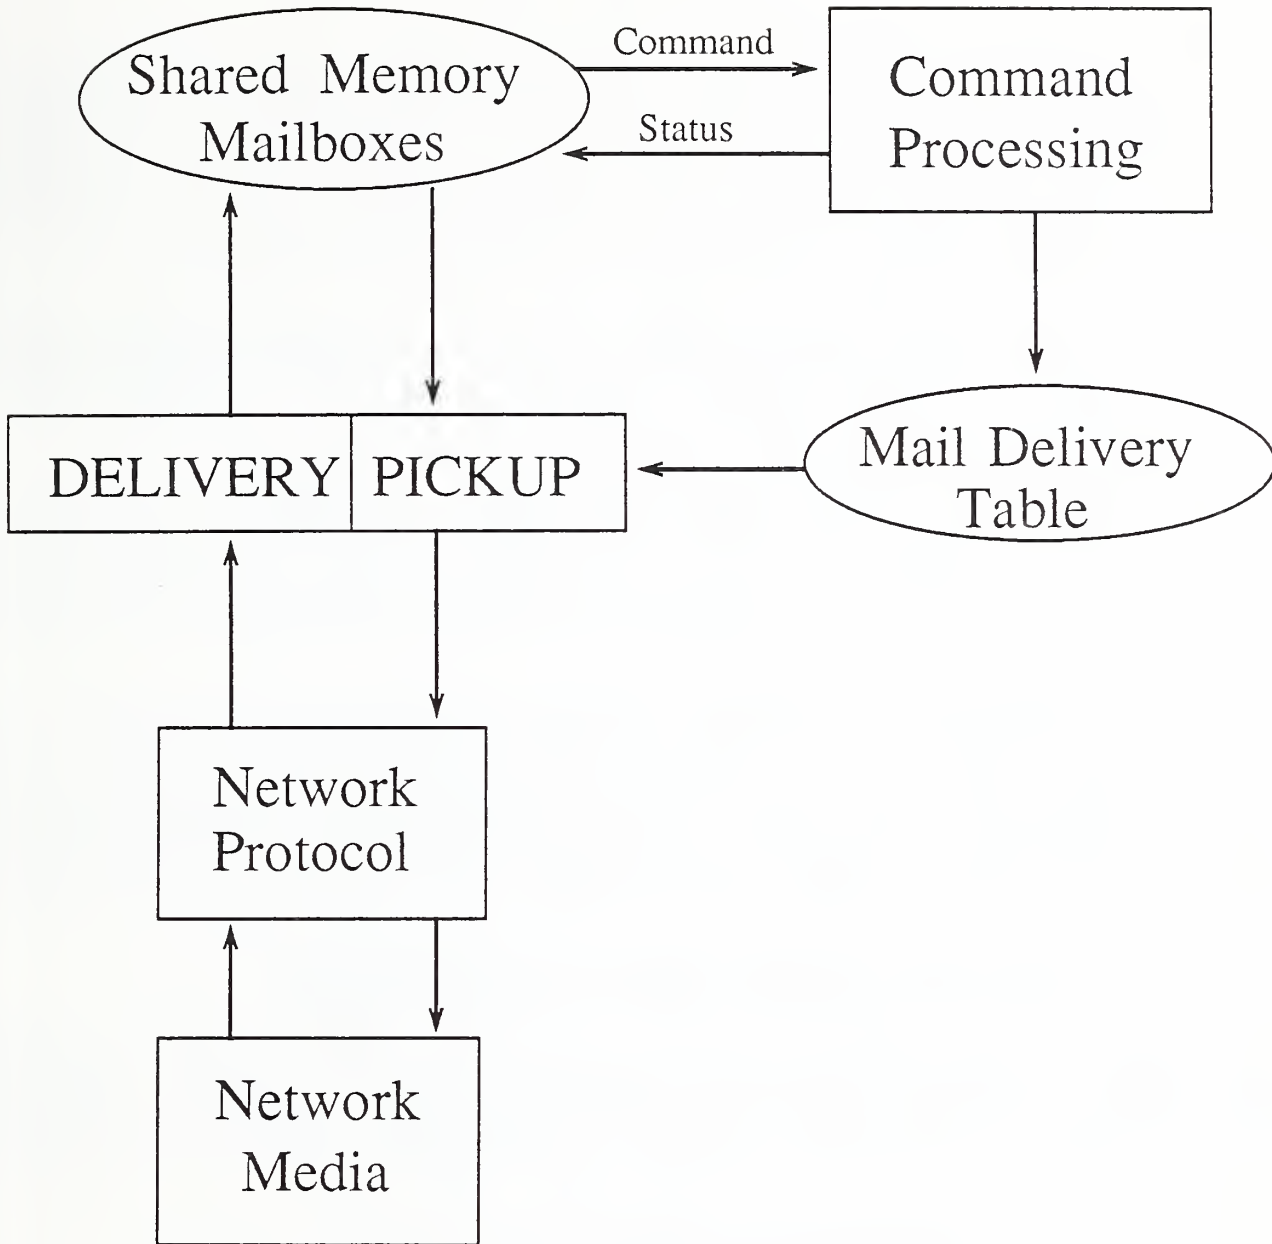 Shared Memory
Mailboxes
Command
Status
Command
Processing
DELIVERY
PICKUP
Mail Delivery
Table
Network
Protocol
Network
Media